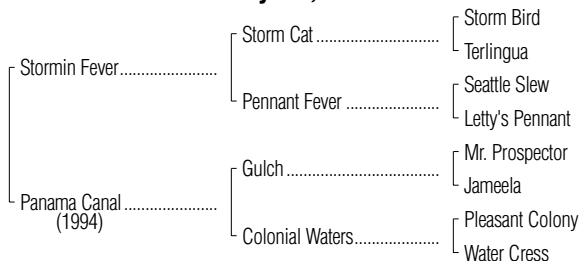 Storm Bird
Storm Cat ..............................
Terlingua
Stormin Fever........................
Seattle Slew
Pennant Fever .......................
Letty's Pennant
Mr. Prospector
Gulch ......................................
Jameela
Panama Canal .......................
(1994)
Pleasant Colony
Colonial Waters.....................
Water Cress